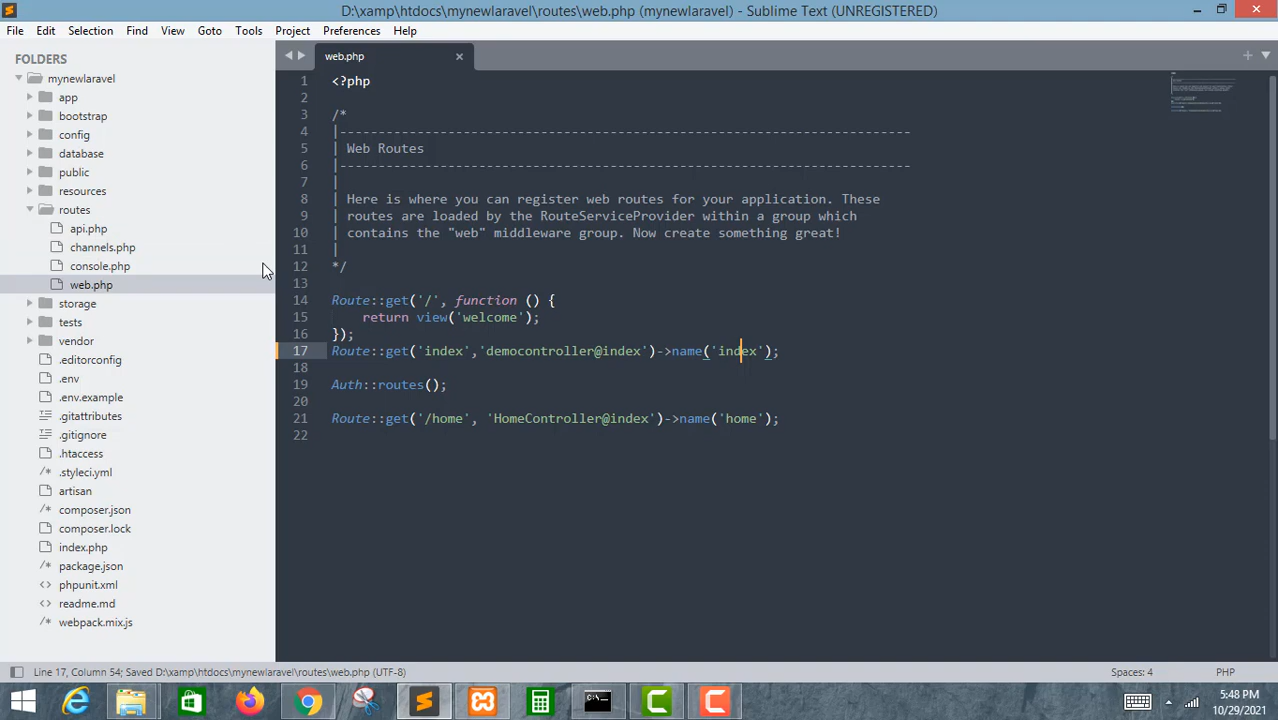 D:\xamp\htdocs\mynewlaravel\routes\web.php (mynewlaravel) - Sublime Text (UNREGISTERED)
File Edit Selection Find View Goto Tools Project Preferences Help
FOLDERS
mynewlaravel
app
bootstrap
config
database
public
resources
routes
api.php
channels.php
console.php
web.php
storage
tests
vendor
.editorconfig
.env
.env.example
.gitattributes
.gitignore
.htaccess
/* .styleci.yml
artisan
/* composer.json
composer.lock
index.php
package.json
<> phpunit.xml
<> readme.md
/* webpack.mix.js
web.php
1 <?php
2
3 /*
4 |--------------------------------------------------------------------------
5 | Web Routes
6 |--------------------------------------------------------------------------
7 |
8 | Here is where you can register web routes for your application. These
9 | routes are loaded by the RouteServiceProvider within a group which
10 | contains the "web" middleware group. Now create something great!
11 |
12 */
13
14 Route::get('/', function () {
15 return view('welcome');
16 });
17 Route::get('index','democontroller@index')->name('index');
18
19 Auth::routes();
20
21 Route::get('/home', 'HomeController@index')->name('home');
22
Line 17, Column 54; Saved D:\xamp\htdocs\mynewlaravel\routes\web.php (UTF-8)
Spaces: 4 PHP
5:48 PM
10/29/2021